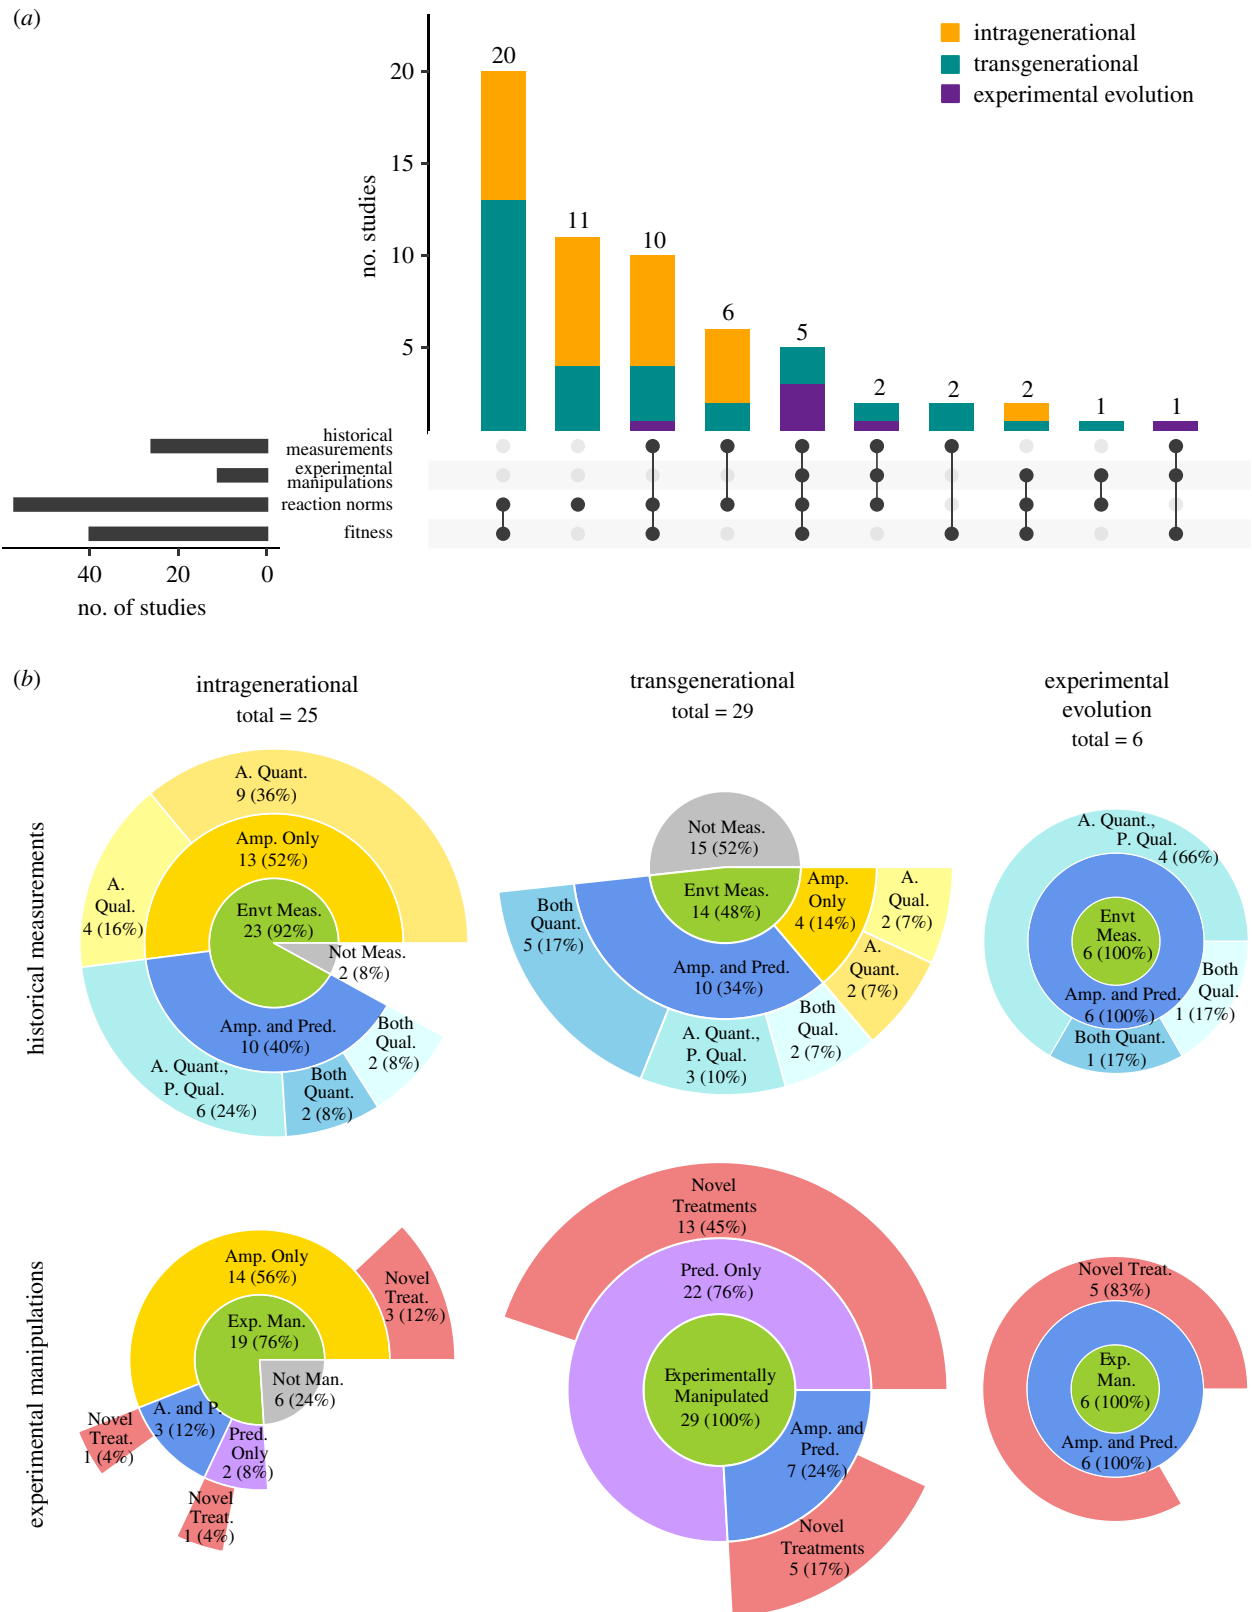 (a)
intragenerational
transgenerational
experimental evolution
no. studies
20
15
10
5
20
11
10
6
5
2
2
2
1
1
historical
measurements
experimental
manipulations
reaction norms
fitness
40
20
0
no. of studies
(b)
intragenerational
total = 25
transgenerational
total = 29
experimental
evolution
total = 6
historical measurements
A. Quant.
9 (36%)
Amp. Only
13 (52%)
A.
Qual.
4 (16%)
Envt Meas.
23 (92%)
Not Meas.
2 (8%)
Amp. and Pred.
10 (40%)
Both
Qual.
2 (8%)
A. Quant.,
P. Qual.
6 (24%)
Both
Quant.
2 (8%)
Not Meas.
15 (52%)
Envt Meas.
14 (48%)
Amp.
Only
4 (14%)
A.
Qual.
2 (7%)
Both
Quant.
5 (17%)
A.
Quant.
2 (7%)
Amp. and Pred.
10 (34%)
Both
Qual.
2 (7%)
A. Quant.,
P. Qual.
3 (10%)
A. Quant.,
P. Qual.
4 (66%)
Envt
Meas.
6 (100%)
Both
Qual.
1 (17%)
Amp. and Pred.
6 (100%)
Both Quant.
1 (17%)
experimental manipulations
Amp. Only
14 (56%)
Novel
Treat.
3 (12%)
Exp. Man.
19 (76%)
Not Man.
6 (24%)
A. and P.
3 (12%)
Novel
Treat.
1 (4%)
Pred.
Only
2 (8%)
Novel
Treat.
1 (4%)
Novel
Treatments
13 (45%)
Pred. Only
22 (76%)
Experimentally
Manipulated
29 (100%)
Amp. and
Pred.
7 (24%)
Novel
Treatments
5 (17%)
Novel Treat.
5 (83%)
Exp.
Man.
6 (100%)
Amp. and Pred.
6 (100%)